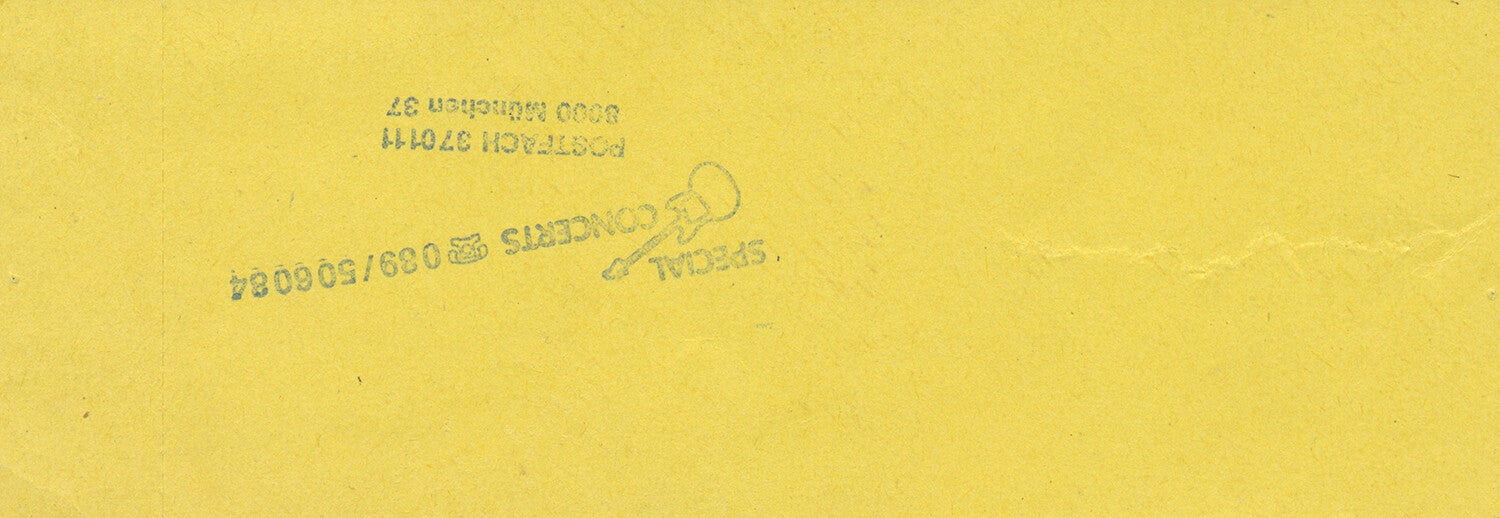 SPECIAL
CONCERTS ☎ 089/506084
POSTFACH 370111
8000 München 37